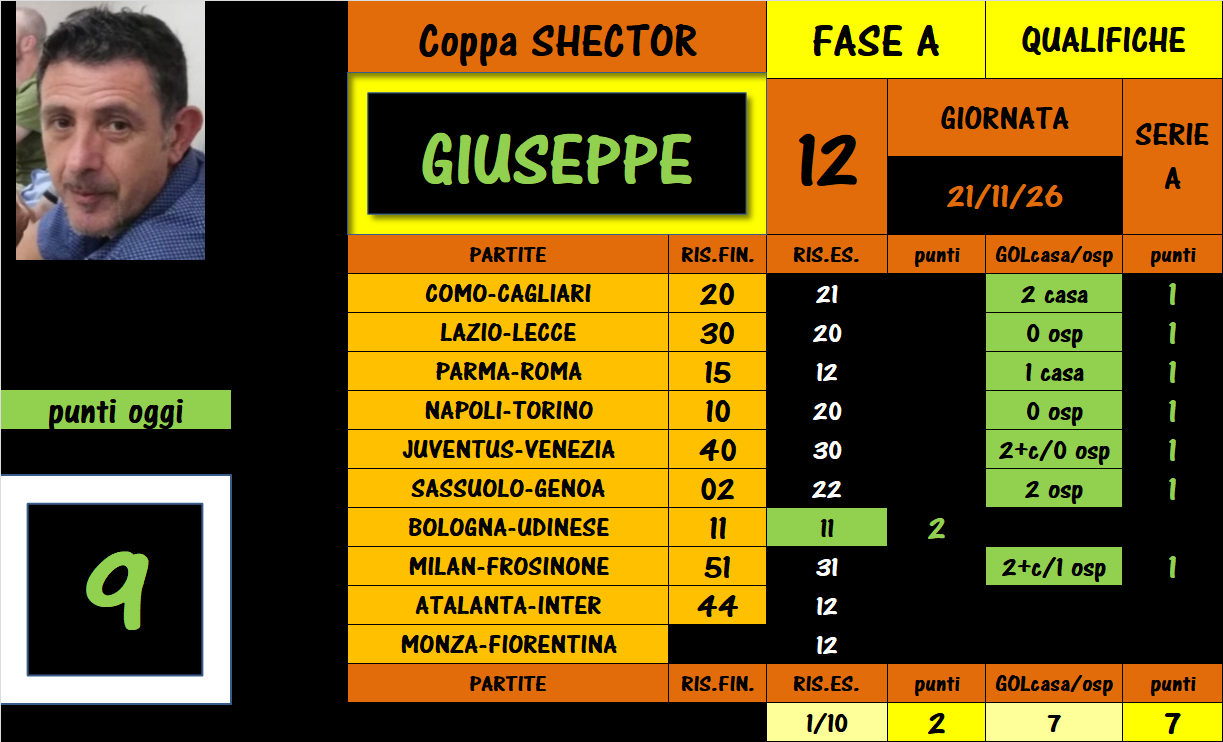 Coppa SHECTOR FASE A QUALIFICHE
GIUSEPPE 12 GIORNATA SERIE A
21/11/26
PARTITE RIS.FIN. RIS.ES. punti GOLcasa/osp punti
COMO-CAGLIARI 20 21 2 casa 1
LAZIO-LECCE 30 20 0 osp 1
PARMA-ROMA 15 12 1 casa 1
NAPOLI-TORINO 10 20 0 osp 1
JUVENTUS-VENEZIA 40 30 2+c/0 osp 1
SASSUOLO-GENOA 02 22 2 osp 1
BOLOGNA-UDINESE 11 11 2
MILAN-FROSINONE 51 31 2+c/1 osp 1
ATALANTA-INTER 44 12
MONZA-FIORENTINA 12
PARTITE RIS.FIN. RIS.ES. punti GOLcasa/osp punti
1/10 2 7 7
punti oggi
9